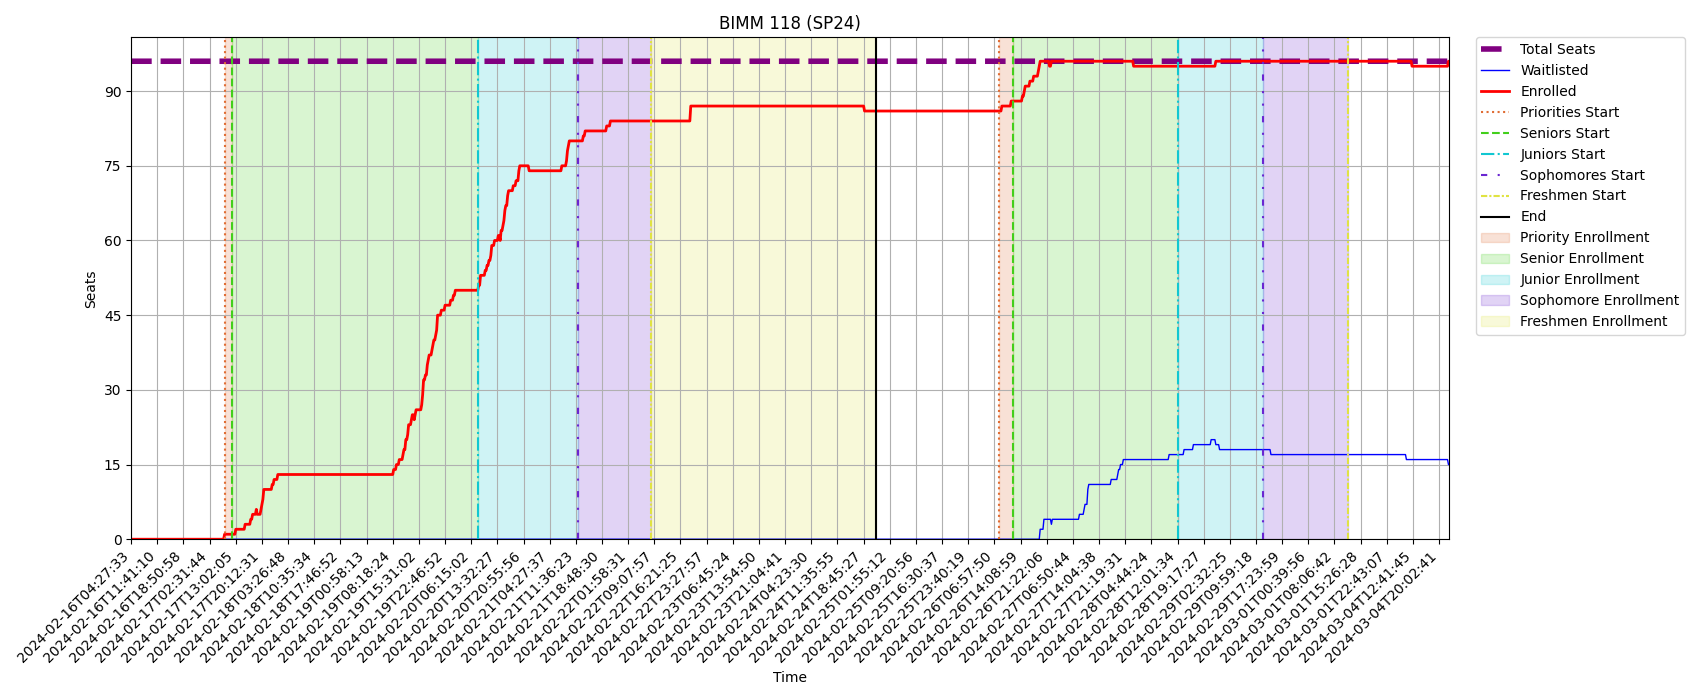 BIMM 118 (SP24)
Seats
90
75
60
45
30
15
0
2024-02-16T04:27:33
2024-02-16T11:41:10
2024-02-16T18:50:58
2024-02-17T02:31:44
2024-02-17T13:02:05
2024-02-17T20:12:31
2024-02-18T03:26:48
2024-02-18T10:35:34
2024-02-18T17:46:52
2024-02-19T00:58:13
2024-02-19T08:18:24
2024-02-19T15:31:02
2024-02-19T22:46:52
2024-02-20T06:15:02
2024-02-20T13:32:27
2024-02-20T20:55:56
2024-02-21T04:27:37
2024-02-21T11:36:23
2024-02-21T18:48:30
2024-02-22T01:58:31
2024-02-22T09:07:57
2024-02-22T16:21:25
2024-02-22T23:27:57
2024-02-23T06:45:24
2024-02-23T13:54:50
2024-02-23T21:04:41
2024-02-24T04:23:30
2024-02-24T11:35:55
2024-02-24T18:45:27
2024-02-25T01:55:12
2024-02-25T09:20:56
2024-02-25T16:30:37
2024-02-25T23:40:19
2024-02-26T06:57:50
2024-02-26T14:08:59
2024-02-26T21:22:06
2024-02-27T06:50:44
2024-02-27T14:04:38
2024-02-27T21:19:31
2024-02-28T04:44:24
2024-02-28T12:01:34
2024-02-28T19:17:27
2024-02-29T02:32:25
2024-02-29T09:59:18
2024-02-29T17:23:59
2024-03-01T00:39:56
2024-03-01T08:06:42
2024-03-01T15:26:28
2024-03-01T22:43:07
2024-03-04T12:41:45
2024-03-04T20:02:41
Time
Total Seats
Waitlisted
Enrolled
Priorities Start
Seniors Start
Juniors Start
Sophomores Start
Freshmen Start
End
Priority Enrollment
Senior Enrollment
Junior Enrollment
Sophomore Enrollment
Freshmen Enrollment